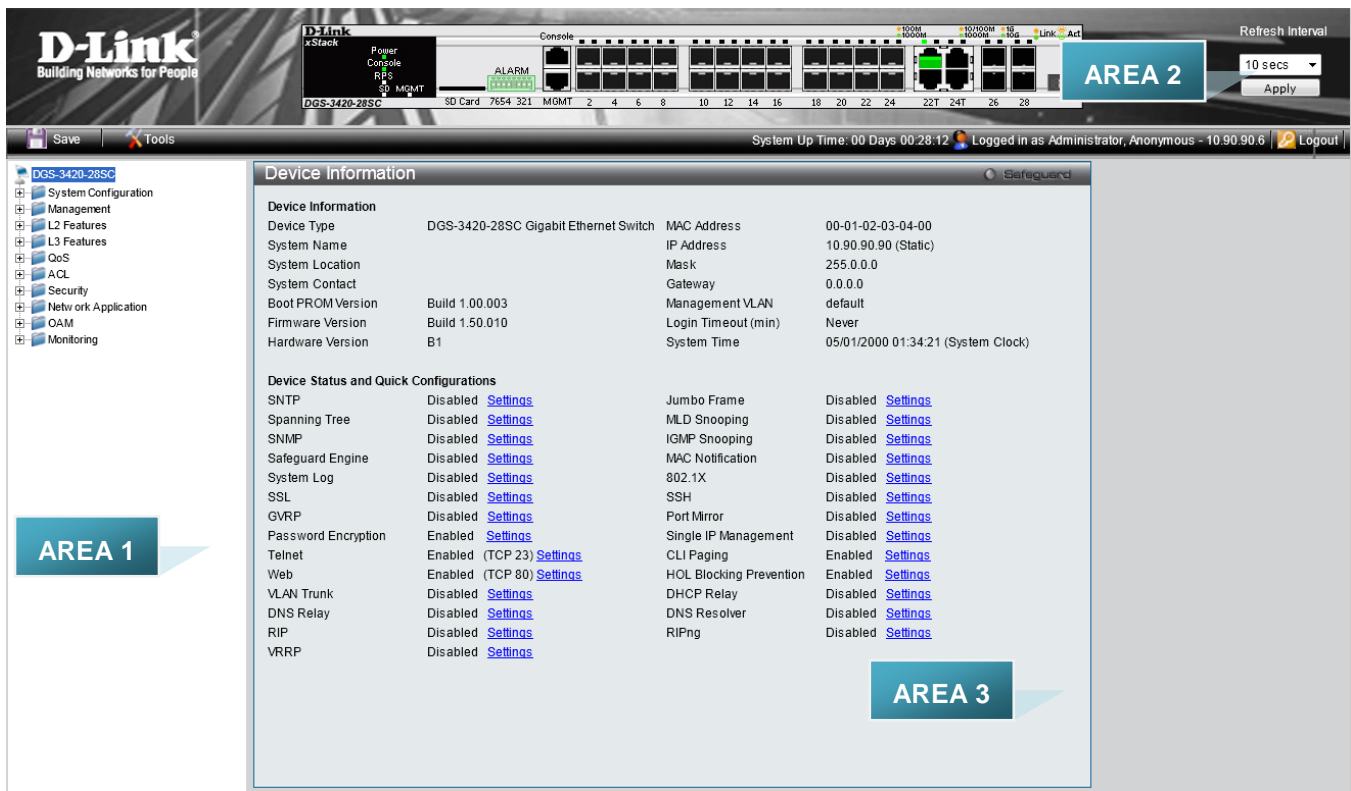 D-Link
Building Networks for People
D-Link
xStack
Power
Console
RPS
SD MGMT
DGS-3420-28SC
Console
ALARM
SD Card 7654 321 MGMT 2 4 6 8 10 12 14 16 18 20 22 24 22T 24T 26 28
100M 10/100M 1G Link Act
1000M 1000M 10G
AREA 2
Refresh Interval
10 secs
Apply
Save Tools System Up Time: 00 Days 00:28:12 Logged in as Administrator, Anonymous - 10.90.90.6 Logout
DGS-3420-28SC
System Configuration
Management
L2 Features
L3 Features
QoS
ACL
Security
Network Application
OAM
Monitoring
AREA 1
Device Information Safeguard
Device Information
Device Type DGS-3420-28SC Gigabit Ethernet Switch MAC Address 00-01-02-03-04-00
System Name IP Address 10.90.90.90 (Static)
System Location Mask 255.0.0.0
System Contact Gateway 0.0.0.0
Boot PROM Version Build 1.00.003 Management VLAN default
Firmware Version Build 1.50.010 Login Timeout (min) Never
Hardware Version B1 System Time 05/01/2000 01:34:21 (System Clock)
Device Status and Quick Configurations
SNTP Disabled Settings Jumbo Frame Disabled Settings
Spanning Tree Disabled Settings MLD Snooping Disabled Settings
SNMP Disabled Settings IGMP Snooping Disabled Settings
Safeguard Engine Disabled Settings MAC Notification Disabled Settings
System Log Disabled Settings 802.1X Disabled Settings
SSL Disabled Settings SSH Disabled Settings
GVRP Disabled Settings Port Mirror Disabled Settings
Password Encryption Enabled Settings Single IP Management Disabled Settings
Telnet Enabled (TCP 23) Settings CLI Paging Enabled Settings
Web Enabled (TCP 80) Settings HOL Blocking Prevention Enabled Settings
VLAN Trunk Disabled Settings DHCP Relay Disabled Settings
DNS Relay Disabled Settings DNS Resolver Disabled Settings
RIP Disabled Settings RIPng Disabled Settings
VRRP Disabled Settings
AREA 3